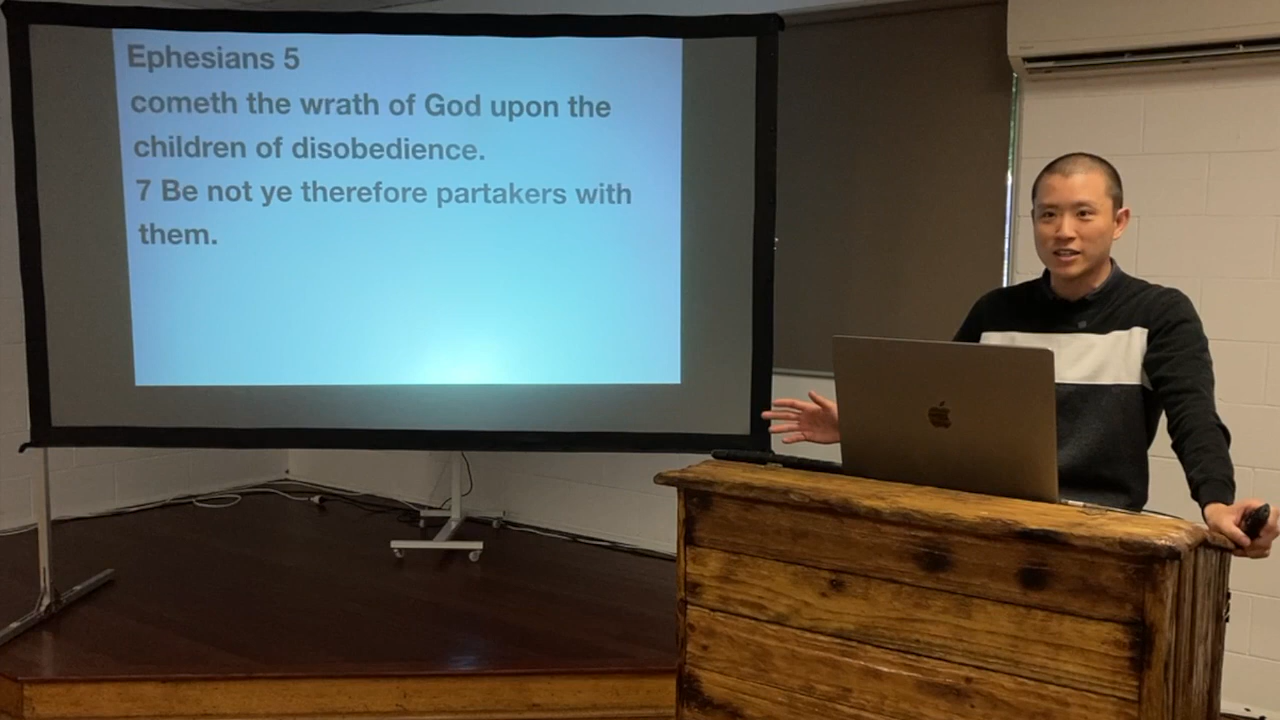 Ephesians 5
cometh the wrath of God upon the
children of disobedience.
7 Be not ye therefore partakers with
them.